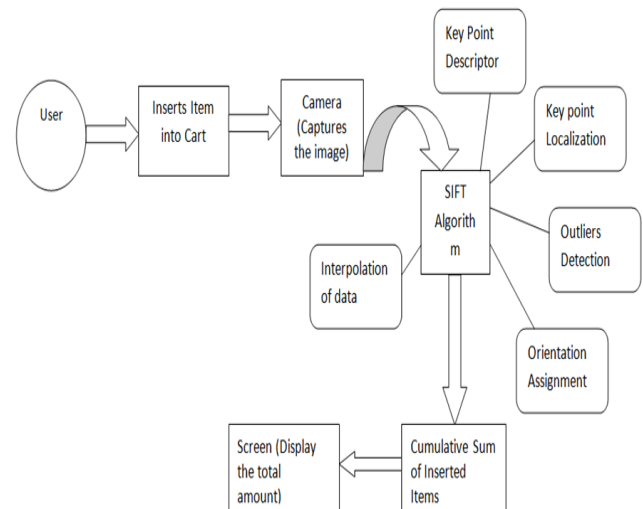 Key Point
Descriptor
User
Inserts Item
into Cart
Camera
(Captures
the image)
Key point
Localization
SIFT
Algorith
m
Outliers
Detection
Interpolation
of data
Orientation
Assignment
Screen (Display
the total
amount)
Cumulative Sum
of Inserted
Items